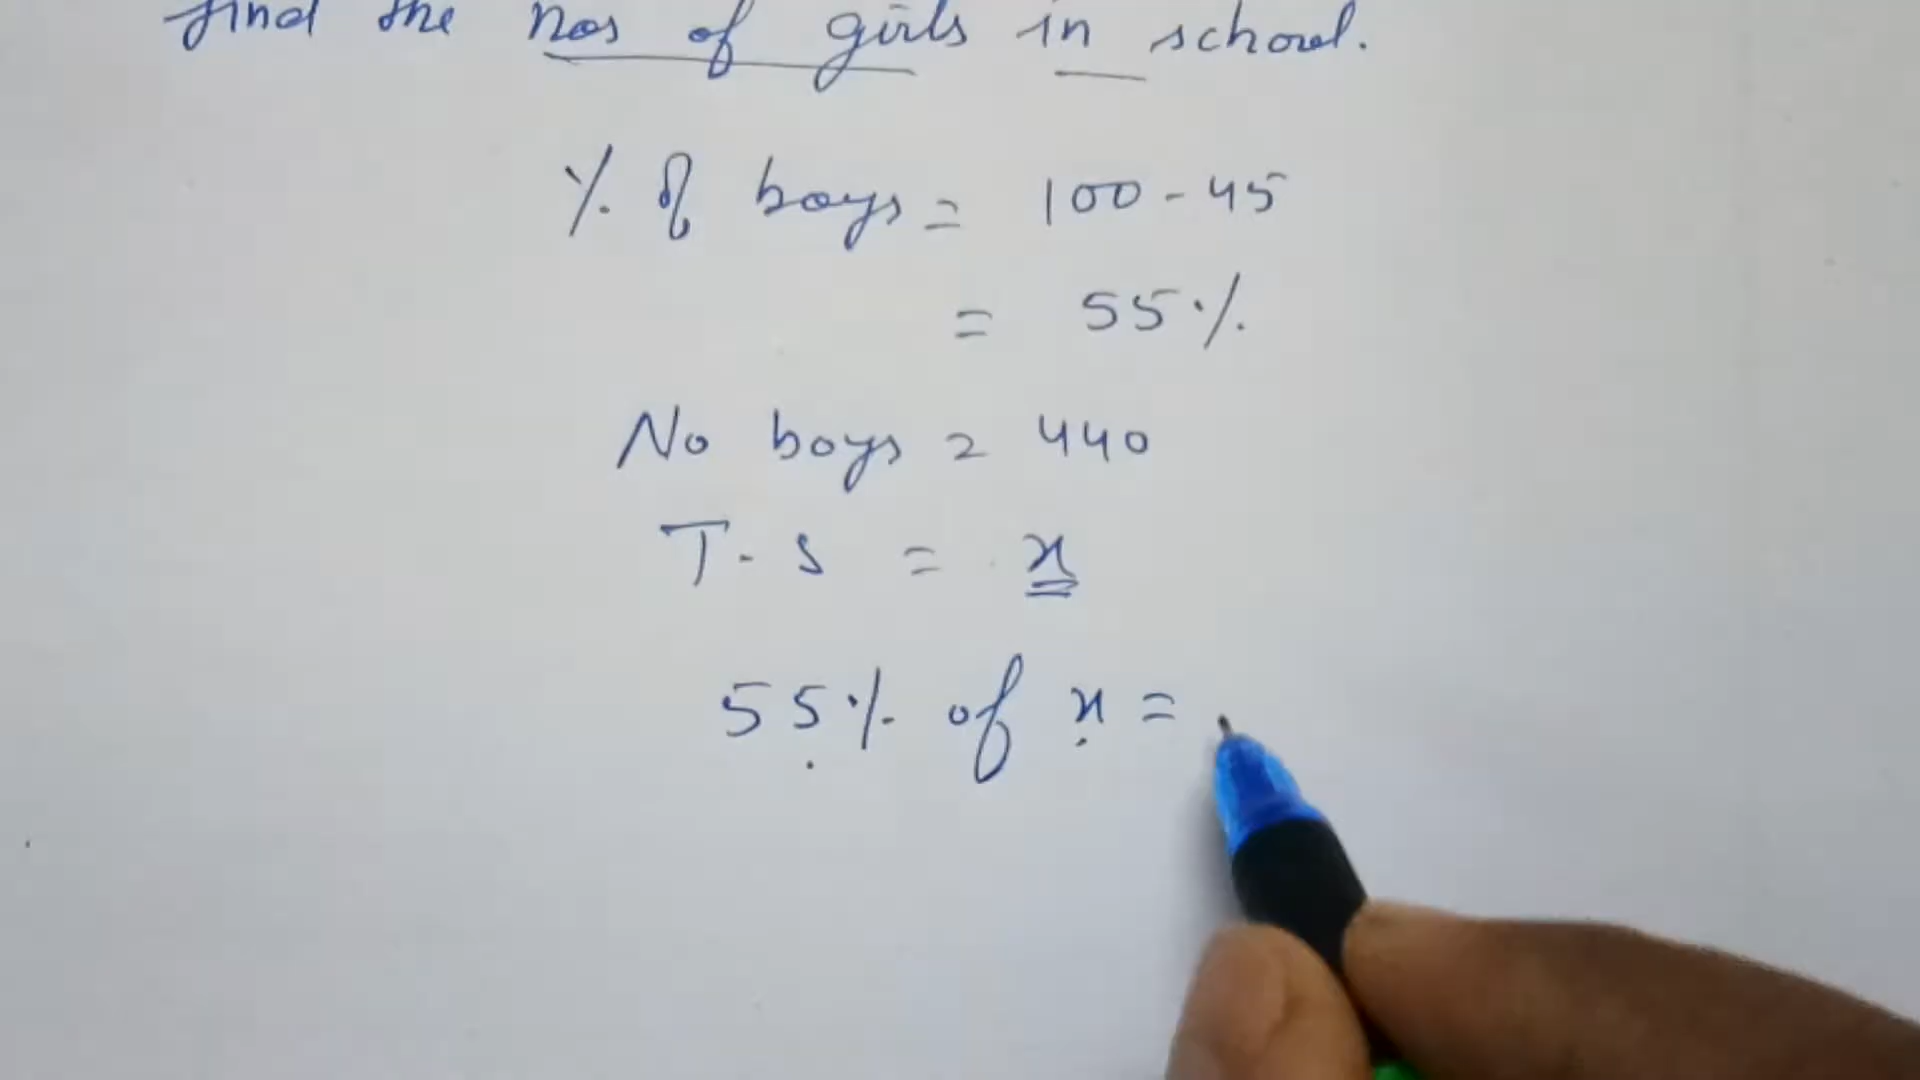 find the Nos of girls in school.
% of boys = 100 - 45
= 55%
No boys = 440
T. S = x
55% of x =